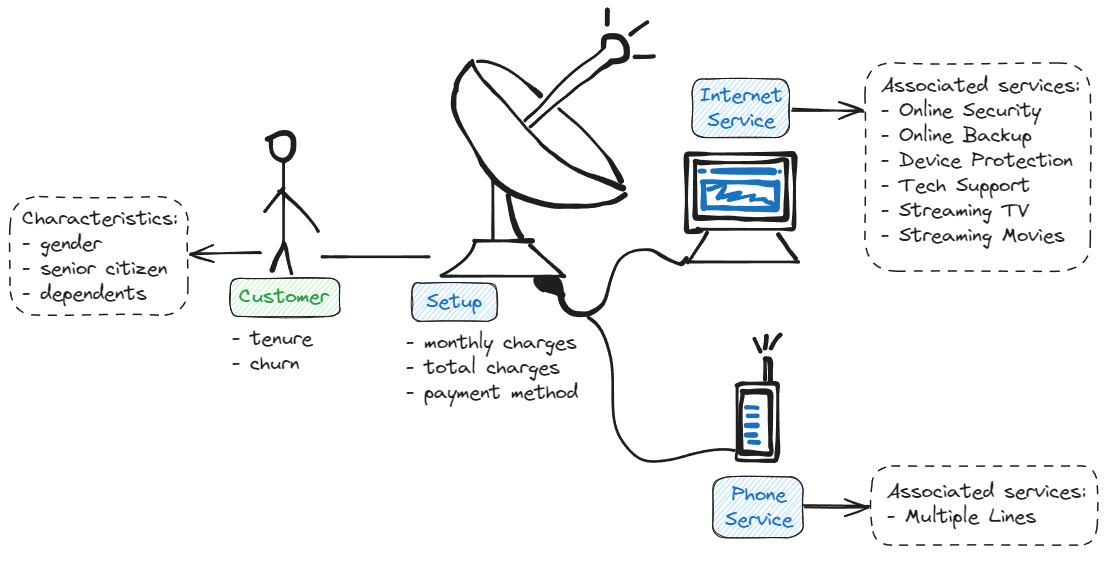 Characteristics:
- gender
- senior citizen
- dependents
Customer
- tenure
- churn
Setup
- monthly charges
- total charges
- payment method
Internet
Service
Associated services:
- Online Security
- Online Backup
- Device Protection
- Tech Support
- Streaming TV
- Streaming Movies
Phone
Service
Associated services:
- Multiple Lines